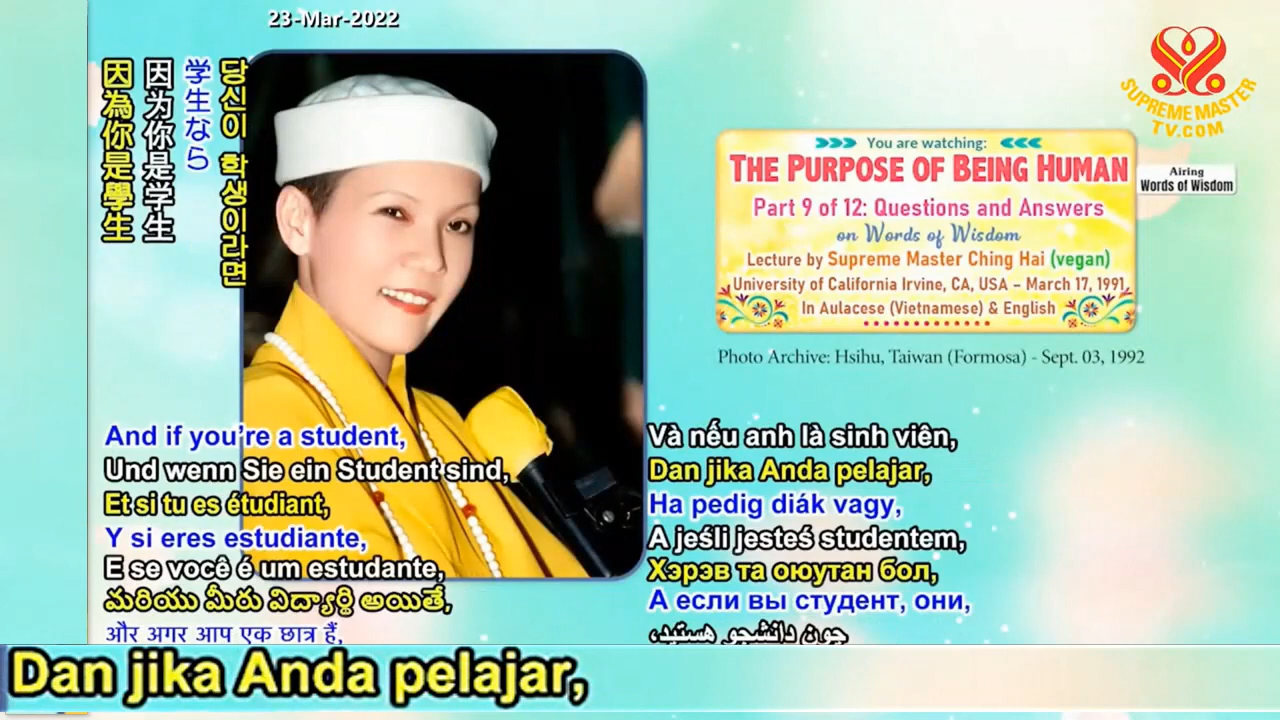 23-Mar-2022
당신이 학생이라면
学生なら
因为你是学生
因為你是學生
SUPREME MASTER
TV.COM
You are watching:
THE PURPOSE OF BEING HUMAN
Part 9 of 12: Questions and Answers
on Words of Wisdom
Lecture by Supreme Master Ching Hai (vegan)
University of California Irvine, CA, USA – March 17, 1991
In Aulacese (Vietnamese) & English
Airing
Words of Wisdom
Photo Archive: Hsihu, Taiwan (Formosa) - Sept. 03, 1992
And if you're a student,
Und wenn Sie ein Student sind,
Et si tu es étudiant,
Y si eres estudiante,
E se você é um estudante,
మరియు మీరు విద్యార్థి అయితే,
और अगर आप एक छात्र हैं,
Và nếu anh là sinh viên,
Dan jika Anda pelajar,
Ha pedig diák vagy,
A jeśli jesteś studentem,
Хэрэв та оюутан бол,
А если вы студент, они,
چون دانشجو هستید،
Dan jika Anda pelajar,